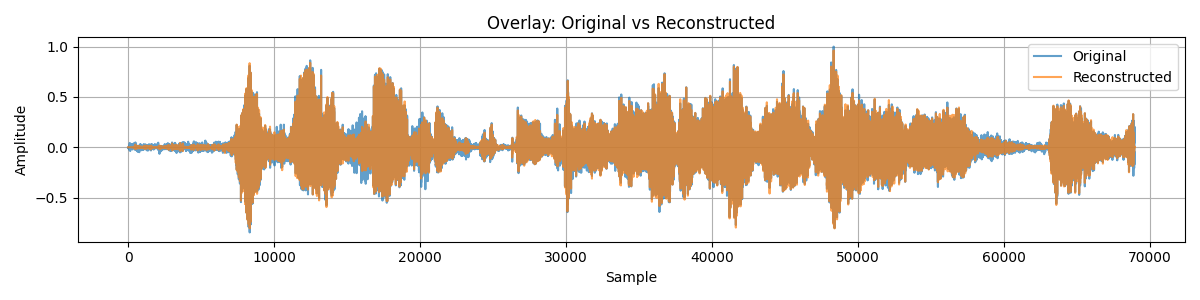 Overlay: Original vs Reconstructed
Original
Reconstructed
1.0
0.5
0.0
−0.5
Amplitude
0 10000 20000 30000 40000 50000 60000 70000
Sample